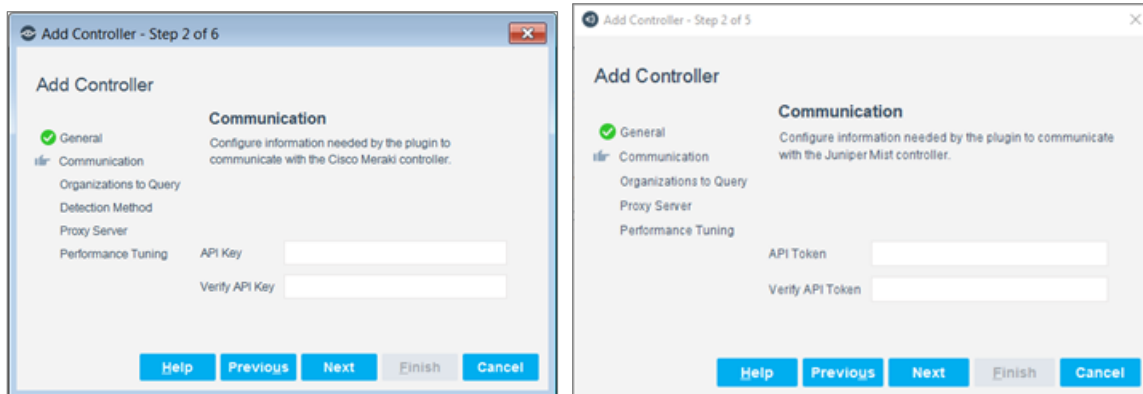 Add Controller - Step 2 of 6
Add Controller
General
Communication
Organizations to Query
Detection Method
Proxy Server
Performance Tuning
Communication
Configure information needed by the plugin to
communicate with the Cisco Meraki controller.
API Key
Verify API Key
Help Previous Next Finish Cancel
Add Controller - Step 2 of 5
Add Controller
General
Communication
Organizations to Query
Proxy Server
Performance Tuning
Communication
Configure information needed by the plugin to communicate
with the Juniper Mist controller.
API Token
Verify API Token
Help Previous Next Finish Cancel